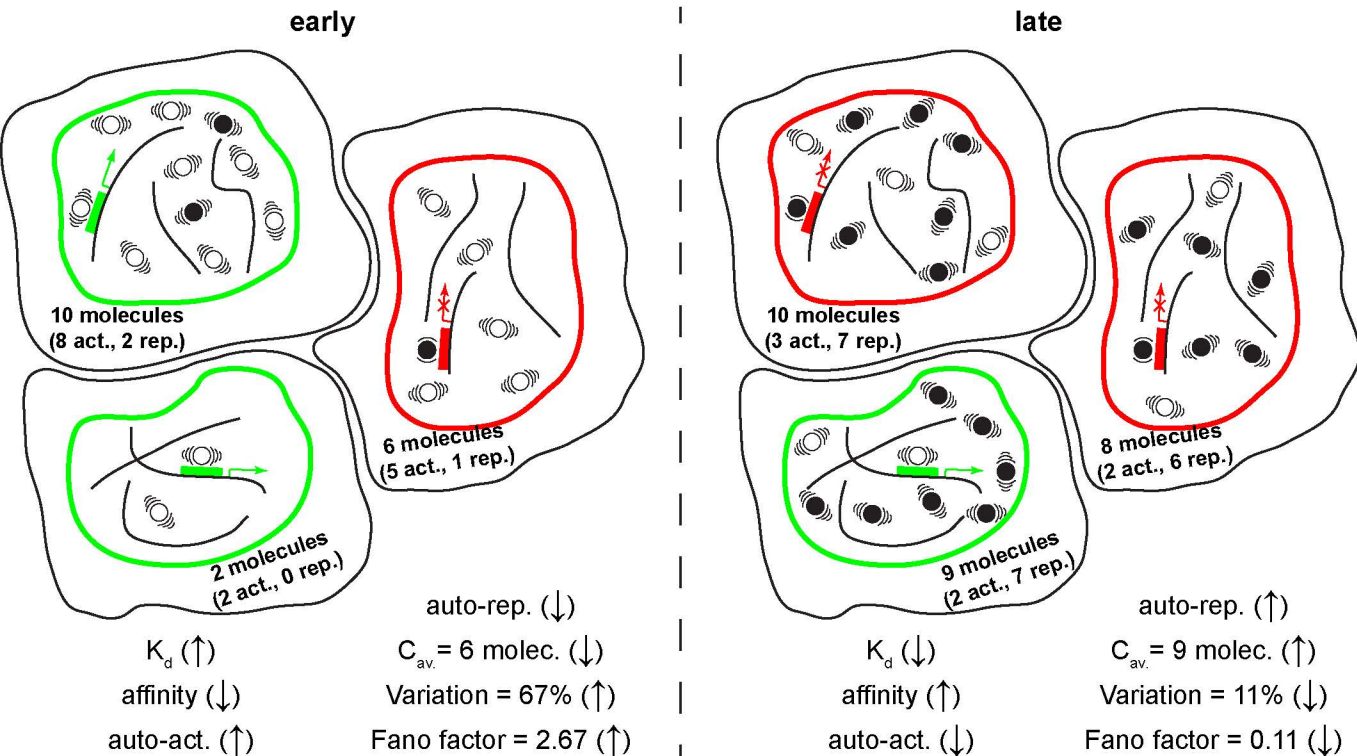 early
10 molecules
(8 act., 2 rep.)
6 molecules
(5 act., 1 rep.)
2 molecules
(2 act., 0 rep.)
K_d (↑)
affinity (↓)
auto-act. (↑)
auto-rep. (↓)
C_av.= 6 molec. (↓)
Variation = 67% (↑)
Fano factor = 2.67 (↑)
late
10 molecules
(3 act., 7 rep.)
8 molecules
(2 act., 6 rep.)
9 molecules
(2 act., 7 rep.)
K_d (↓)
affinity (↑)
auto-act. (↓)
auto-rep. (↑)
C_av.= 9 molec. (↑)
Variation = 11% (↓)
Fano factor = 0.11 (↓)